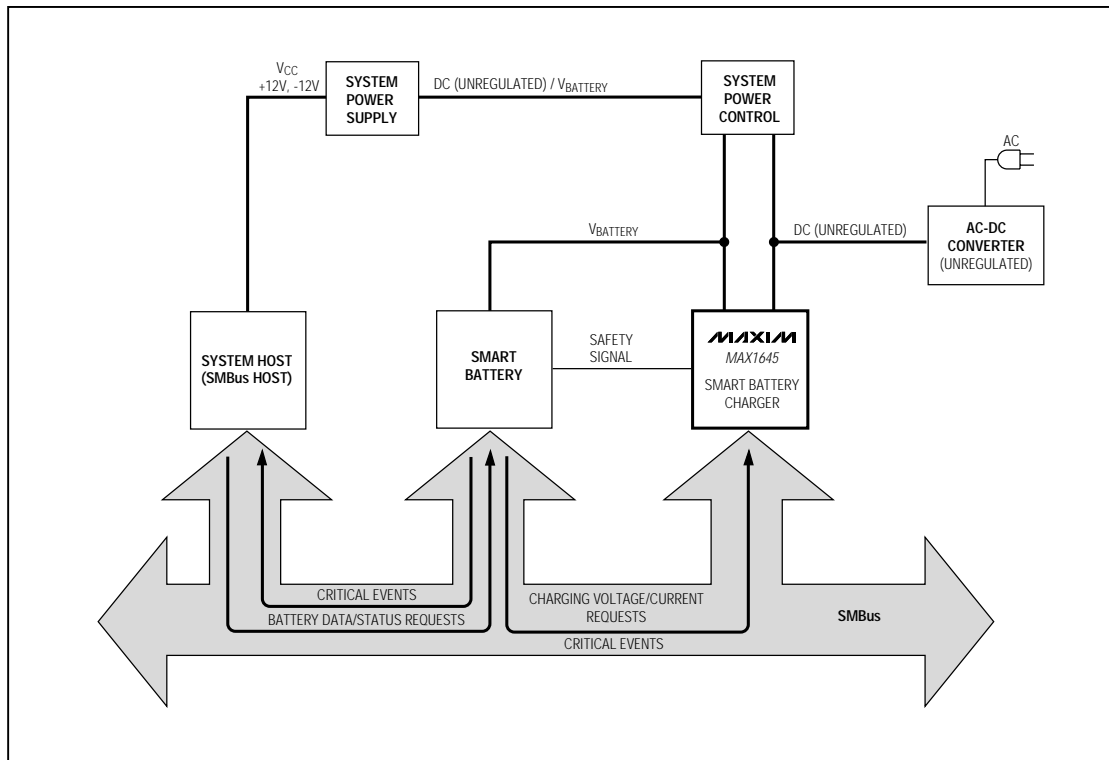 VCC
+12V, -12V
SYSTEM
POWER
SUPPLY
DC (UNREGULATED) / VBATTERY
SYSTEM
POWER
CONTROL
AC
AC-DC
CONVERTER
(UNREGULATED)
VBATTERY
DC (UNREGULATED)
SYSTEM HOST
(SMBus HOST)
SMART
BATTERY
SAFETY
SIGNAL
MAXIM
MAX1645
SMART BATTERY
CHARGER
CRITICAL EVENTS
BATTERY DATA/STATUS REQUESTS
CHARGING VOLTAGE/CURRENT
REQUESTS
CRITICAL EVENTS
SMBus